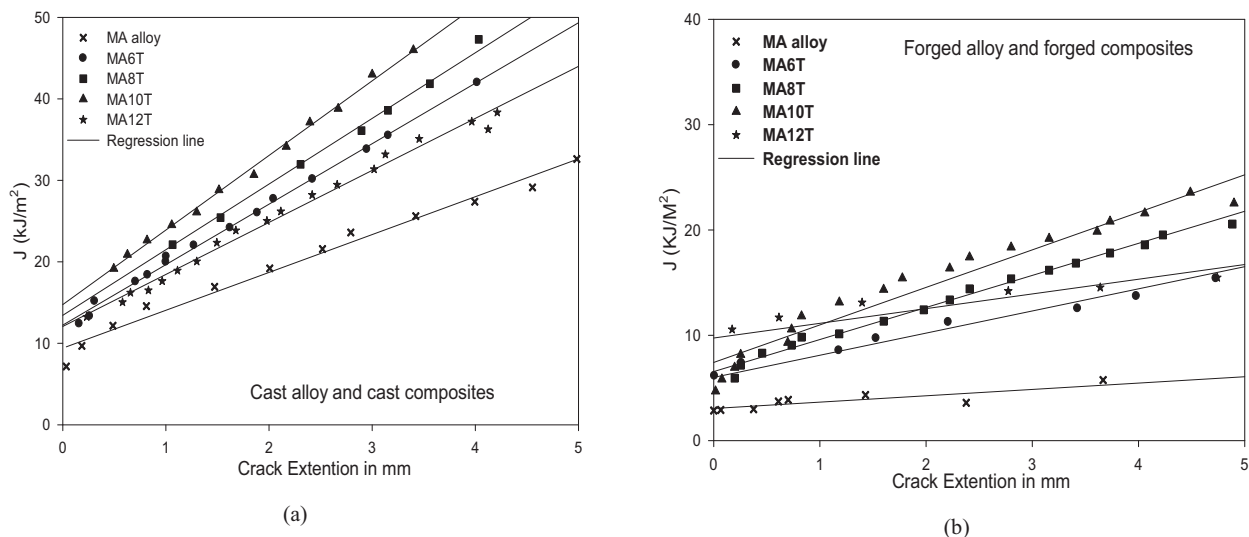 (a)
50
40
30
20
10
0
J (kJ/m²)
MA alloy
MA6T
MA8T
MA10T
MA12T
Regression line
Cast alloy and cast composites
0 1 2 3 4 5
Crack Extention in mm
(a)
(b)
40
30
20
10
0
J (KJ/M²)
MA alloy
MA6T
MA8T
MA10T
MA12T
Regression line
Forged alloy and forged composites
0 1 2 3 4 5
Crack Extention in mm
(b)